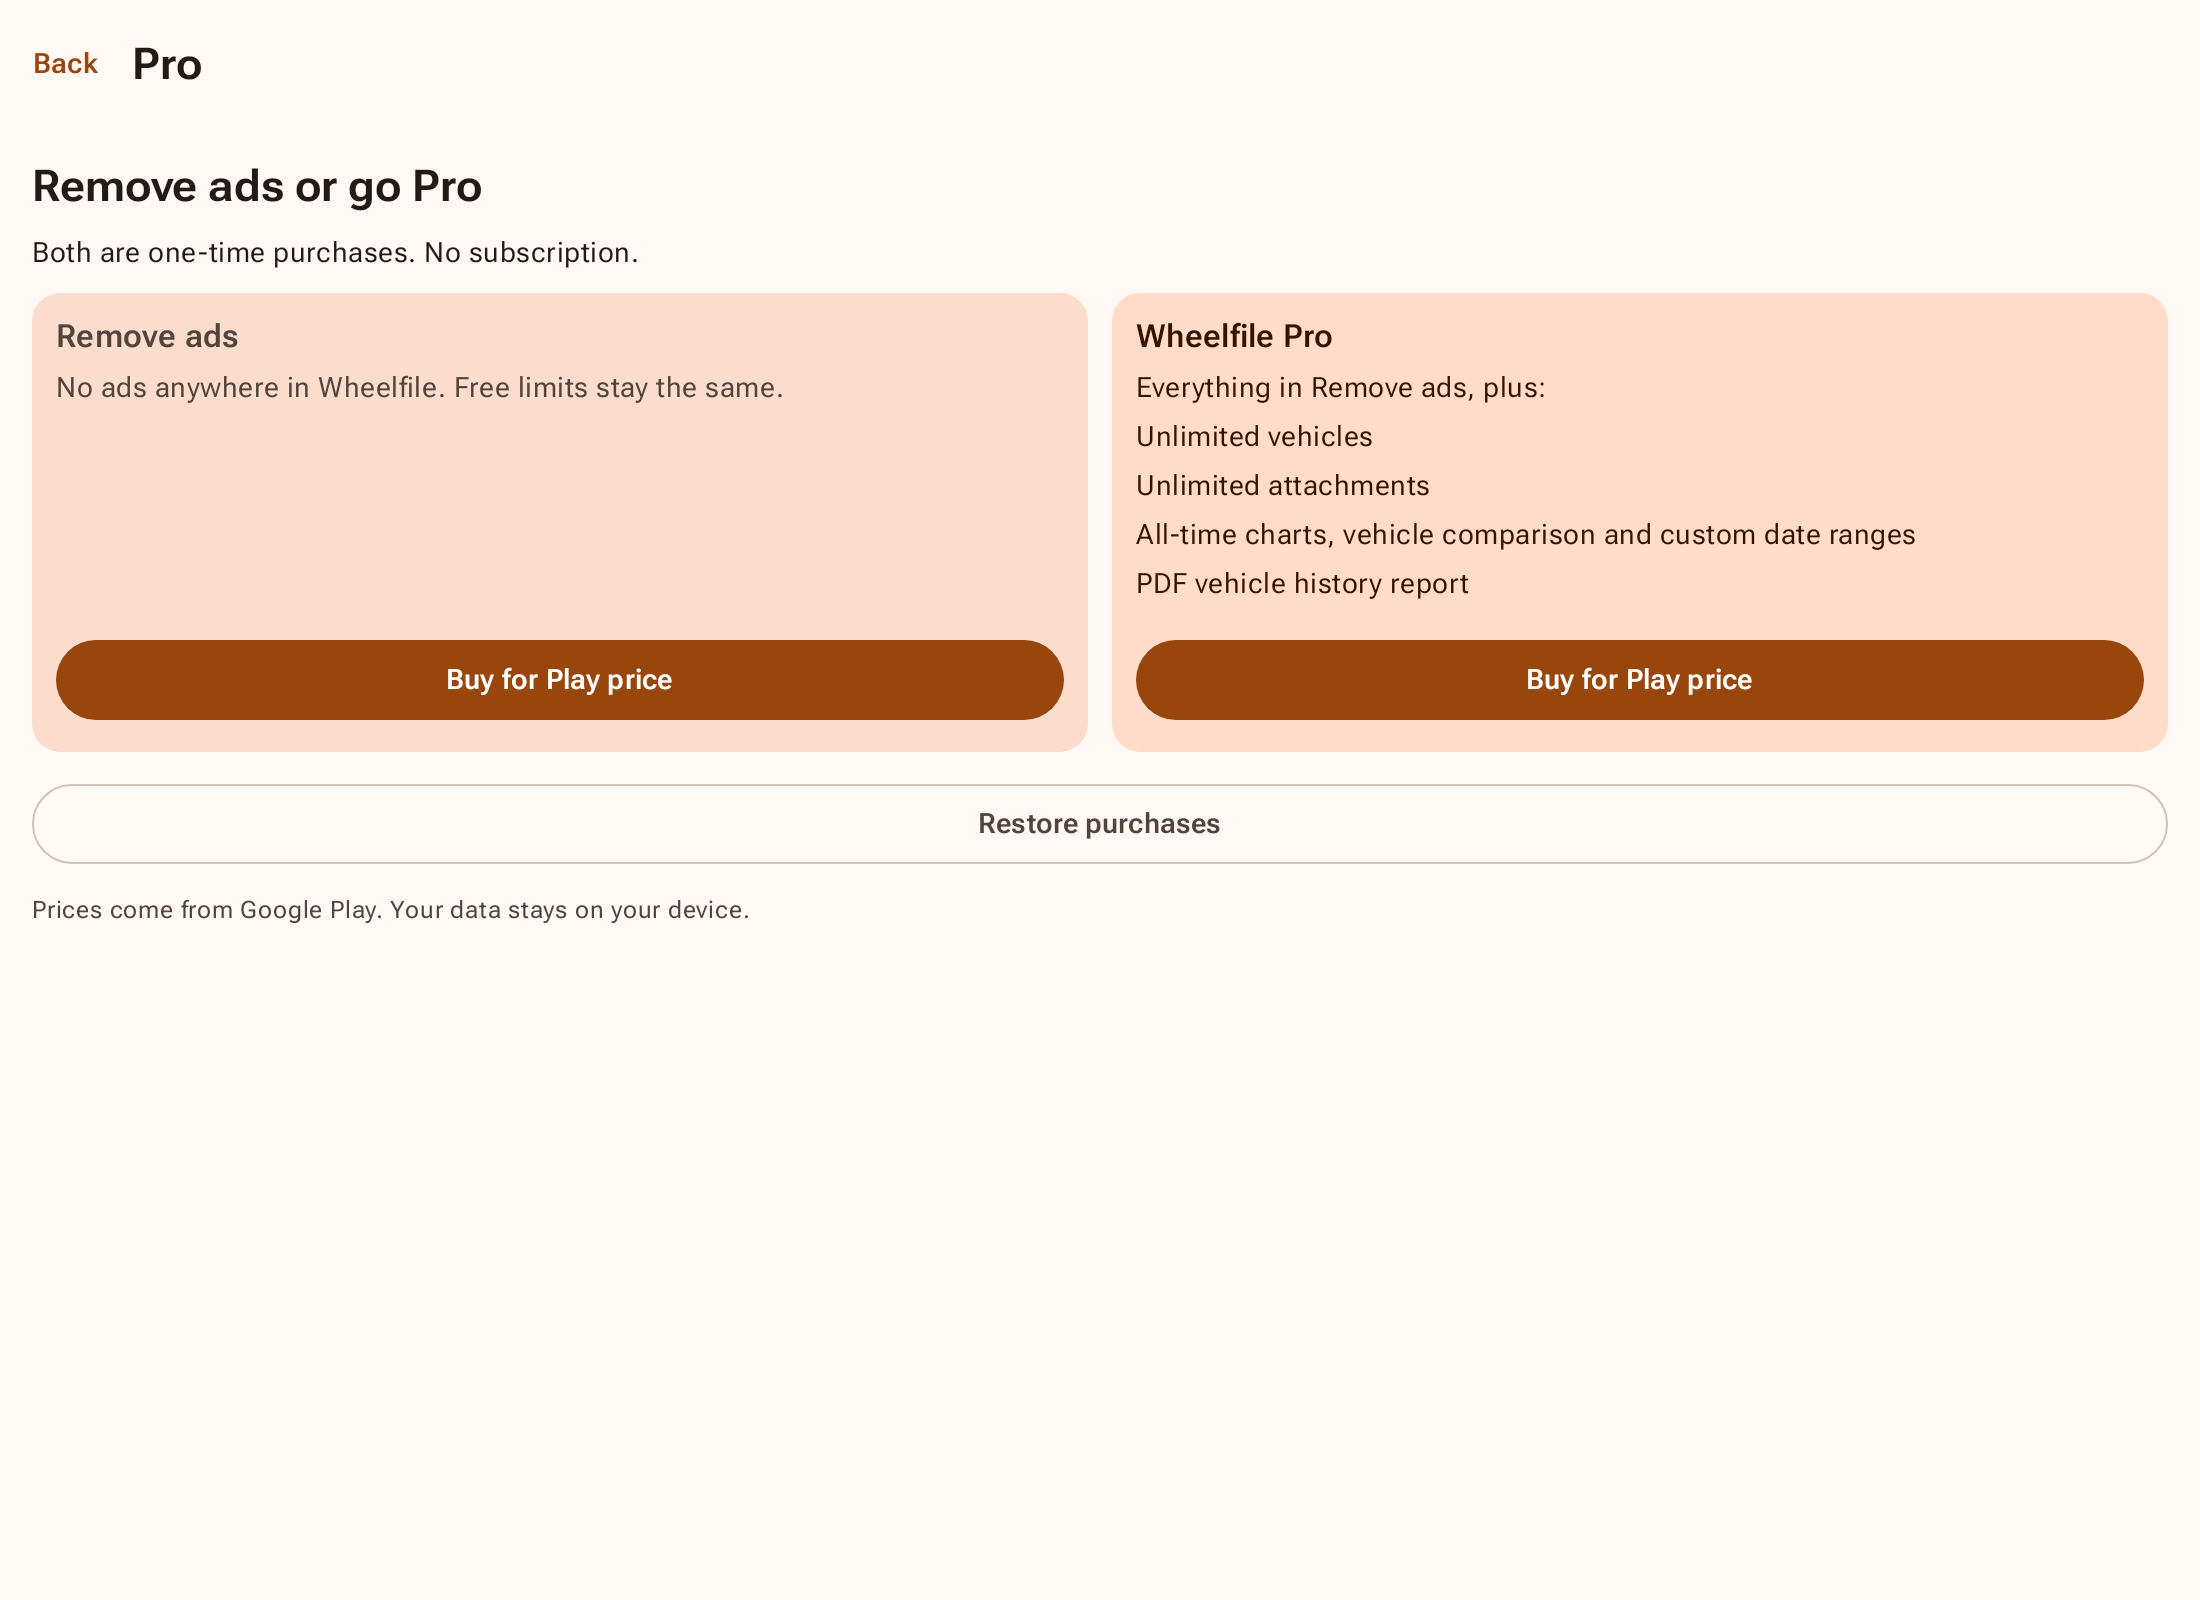 Back
Pro
Remove ads or go Pro
Both are one-time purchases. No subscription.
Remove ads
No ads anywhere in Wheelfile. Free limits stay the same.
Buy for Play price
Wheelfile Pro
Everything in Remove ads, plus:
Unlimited vehicles
Unlimited attachments
All-time charts, vehicle comparison and custom date ranges
PDF vehicle history report
Buy for Play price
Restore purchases
Prices come from Google Play. Your data stays on your device.